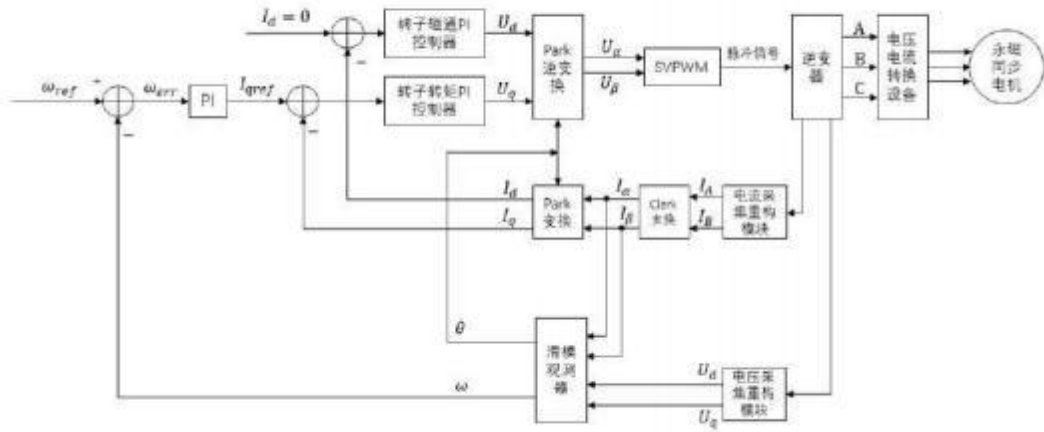 I_d = 0
转子磁通PI
控制器
U_d
Park
逆变
换
U_α
U_β
SVPWM
脉冲信号
逆变
器
A
B
C
电压
电流
转换
设备
永磁
同步
电机
ω_ref
+
−
ω_err
PI
I_qref
−
−
转子转矩PI
控制器
U_q
I_d
I_q
Park
变换
I_α
I_β
Clark
变换
I_A
I_B
电流采
集重构
模块
θ
ω
滑模
观测
器
U_d
U_q
电压采
集重构
模块